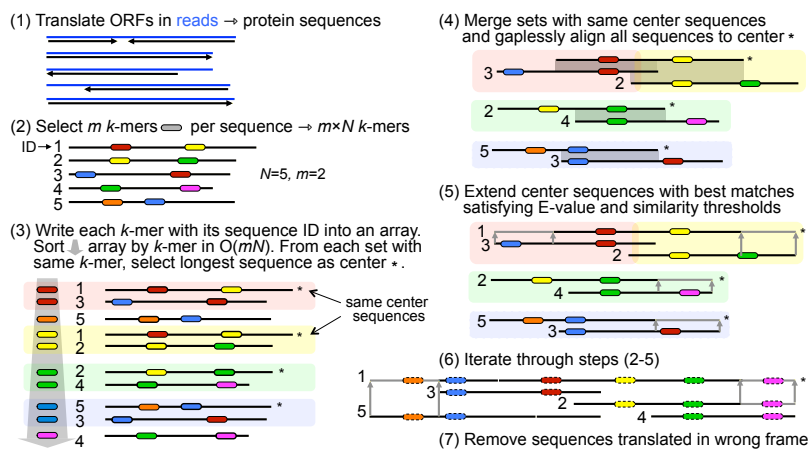 (1) Translate ORFs in reads → protein sequences
(2) Select m k-mers per sequence → m×N k-mers
ID→ 1
2
3
4
5
N=5, m=2
(3) Write each k-mer with its sequence ID into an array.
Sort array by k-mer in O(mN). From each set with
same k-mer, select longest sequence as center *.
1 *
3
5
1 *
2
same center
sequences
2 *
4
5 *
3
4
(4) Merge sets with same center sequences
and gaplessly align all sequences to center *
*
3
2
2 *
4
5 *
3
(5) Extend center sequences with best matches
satisfying E-value and similarity thresholds
1 *
3
2
2 *
4
5 *
3
(6) Iterate through steps (2-5)
1 *
3
2
5 4
(7) Remove sequences translated in wrong frame